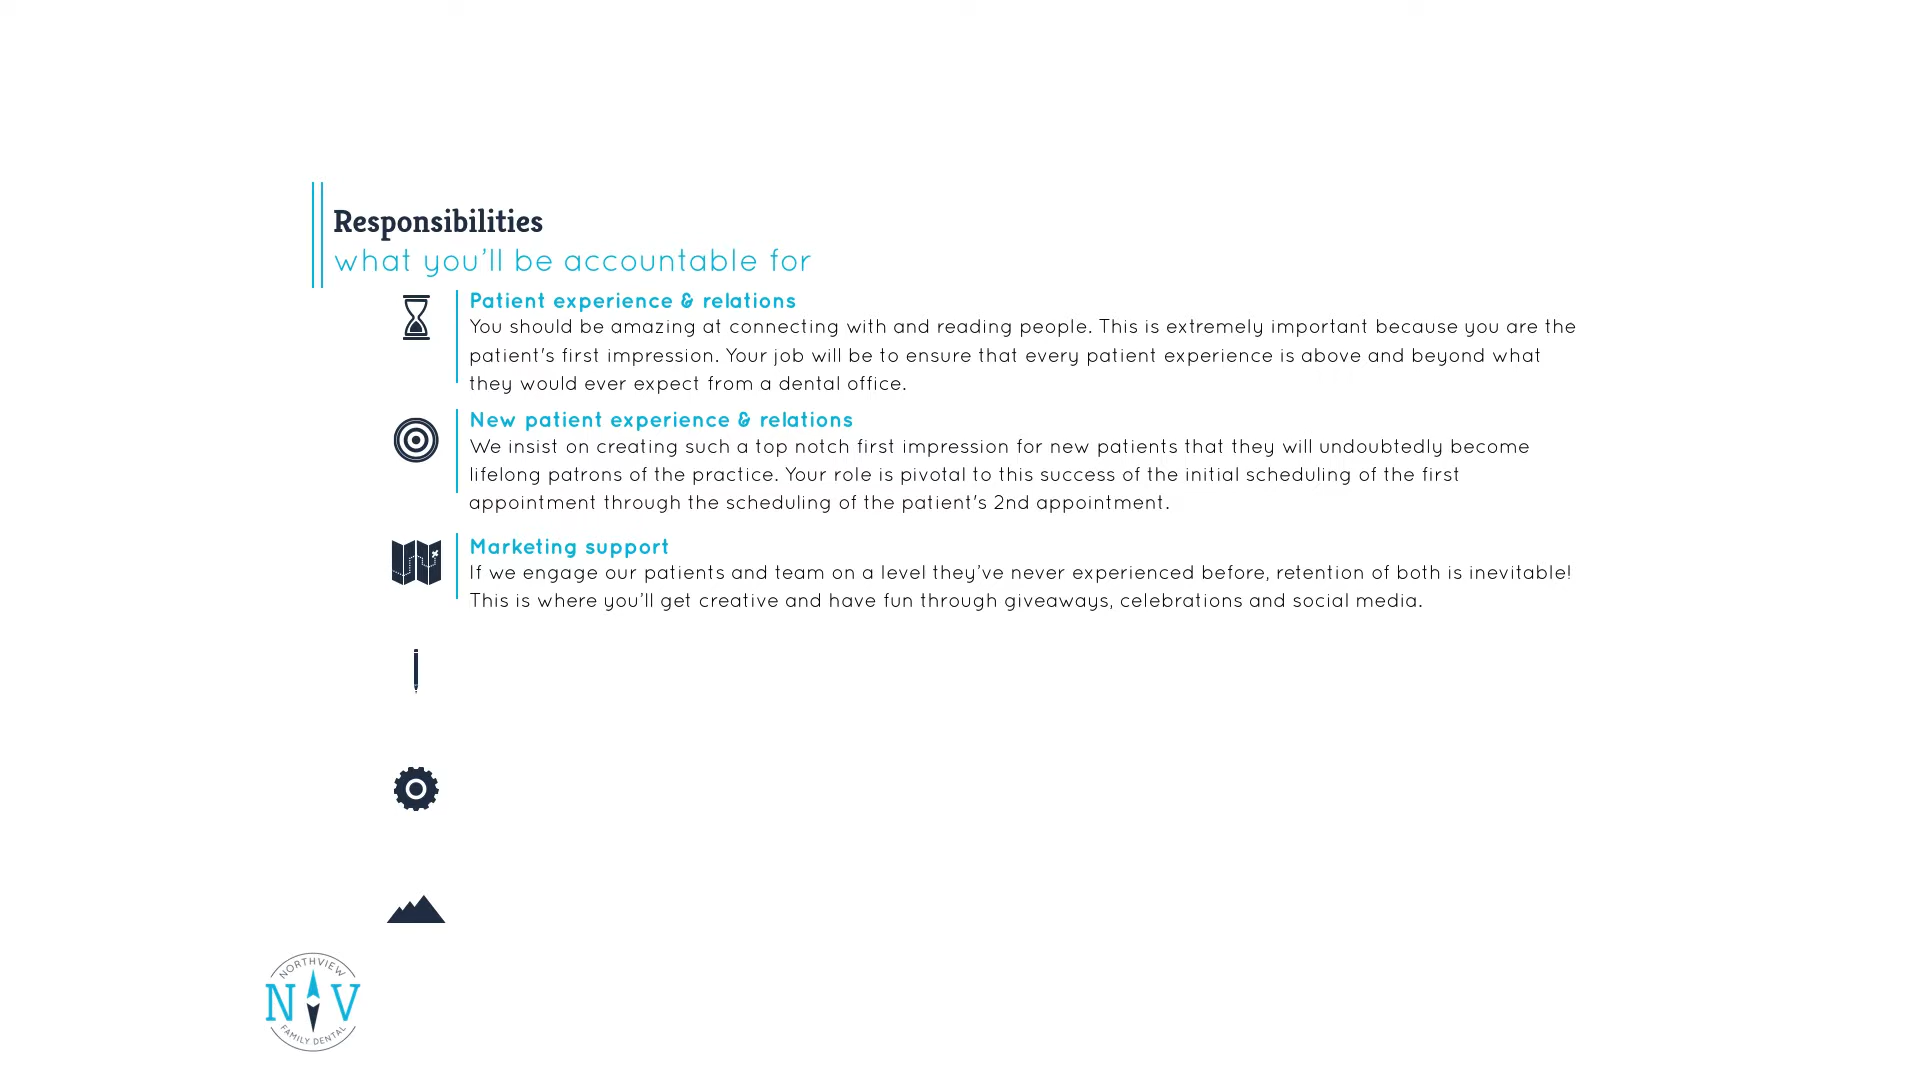 Responsibilities
what you’ll be accountable for
Patient experience & relations
You should be amazing at connecting with and reading people. This is extremely important because you are the
patient's first impression. Your job will be to ensure that every patient experience is above and beyond what
they would ever expect from a dental office.
New patient experience & relations
We insist on creating such a top notch first impression for new patients that they will undoubtedly become
lifelong patrons of the practice. Your role is pivotal to this success of the initial scheduling of the first
appointment through the scheduling of the patient's 2nd appointment.
Marketing support
If we engage our patients and team on a level they’ve never experienced before, retention of both is inevitable!
This is where you’ll get creative and have fun through giveaways, celebrations and social media.
NORTHVIEW
N V
FAMILY DENTAL